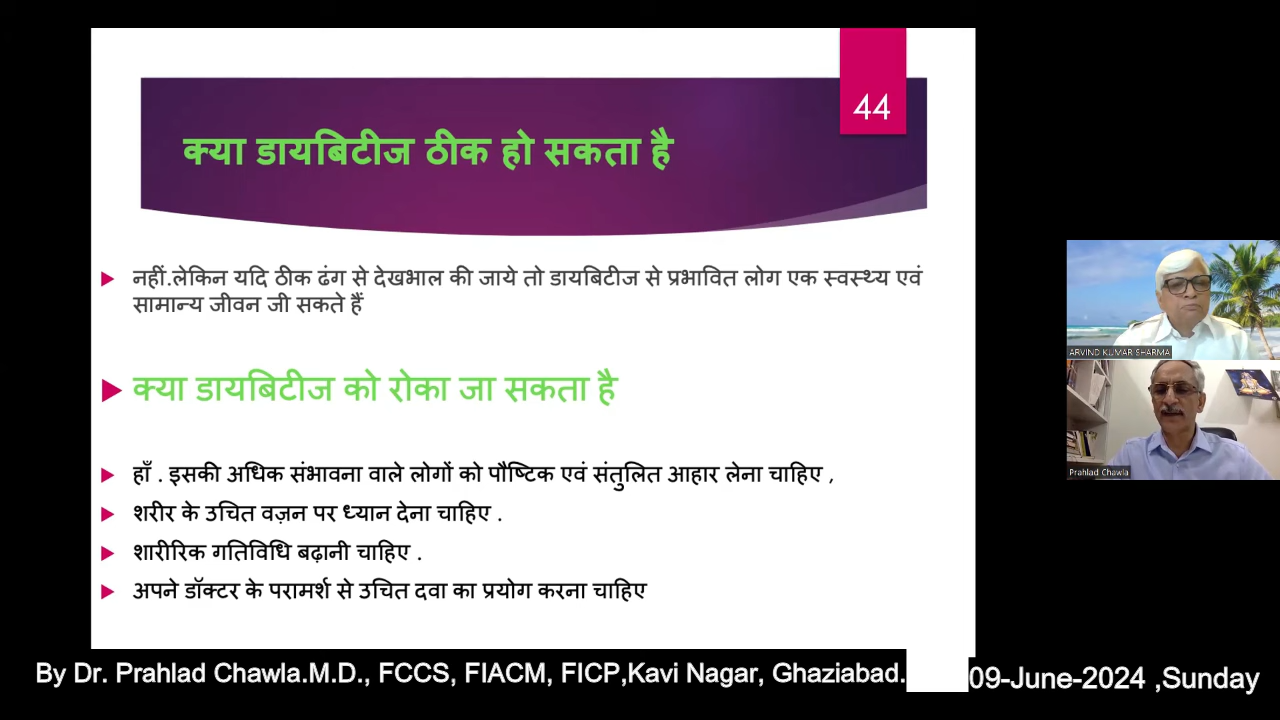 44
क्या डायबिटीज ठीक हो सकता है
नहीं.लेकिन यदि ठीक ढंग से देखभाल की जाये तो डायबिटीज से प्रभावित लोग एक स्वस्थ्य एवं
सामान्य जीवन जी सकते हैं
क्या डायबिटीज को रोका जा सकता है
हाँ . इसकी अधिक संभावना वाले लोगों को पौष्टिक एवं संतुलित आहार लेना चाहिए ,
शरीर के उचित वज़न पर ध्यान देना चाहिए .
शारीरिक गतिविधि बढ़ानी चाहिए .
अपने डॉक्टर के परामर्श से उचित दवा का प्रयोग करना चाहिए
ARVIND KUMAR SHARMA
Prahlad Chawla
By Dr. Prahlad Chawla.M.D., FCCS, FIACM, FICP,Kavi Nagar, Ghaziabad.
09-June-2024 ,Sunday